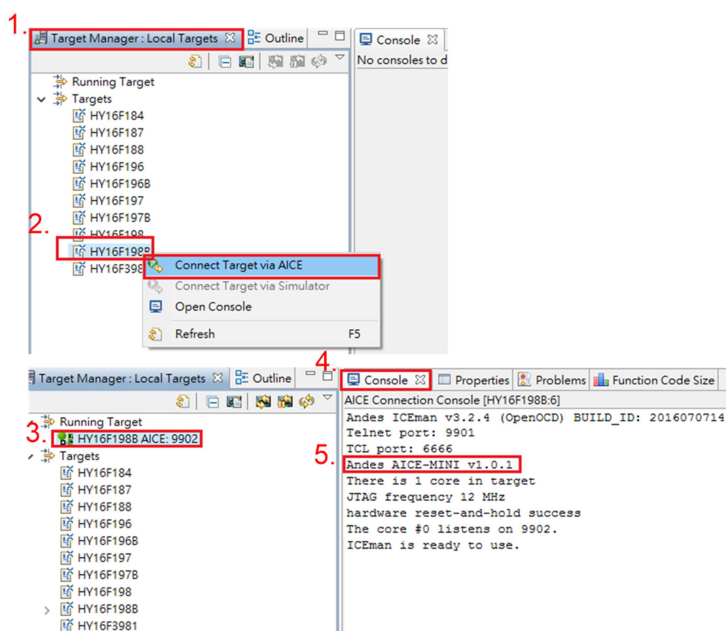 1.
Target Manager : Local Targets
Outline
Console
No consoles to d
Running Target
Targets
HY16F184
HY16F187
HY16F188
HY16F196
HY16F196B
HY16F197
HY16F197B
HY16F198
2.
HY16F198B
HY16F398
Connect Target via AICE
Connect Target via Simulator
Open Console
Refresh F5
Target Manager : Local Targets
Outline
3.
Running Target
HY16F198B AICE: 9902
Targets
HY16F184
HY16F187
HY16F188
HY16F196
HY16F196B
HY16F197
HY16F197B
HY16F198
HY16F198B
HY16F3981
4.
Console
Properties
Problems
Function Code Size
AICE Connection Console [HY16F198B:6]
Andes ICEman v3.2.4 (OpenOCD) BUILD_ID: 2016070714
Telnet port: 9901
TCL port: 6666
5.
Andes AICE-MINI v1.0.1
There is 1 core in target
JTAG frequency 12 MHz
hardware reset-and-hold success
The core #0 listens on 9902.
ICEman is ready to use.